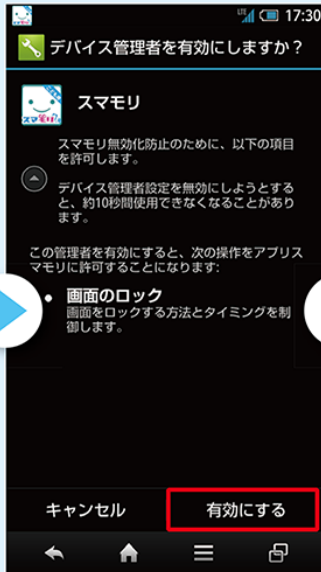 LTE 17:30
デバイス管理者を有効にしますか？
スマモリ
スマモリ無効化防止のために、以下の項目
を許可します。
デバイス管理者設定を無効にしようとする
と、約10秒間使用できなくなることがあり
ます。
この管理者を有効にすると、次の操作をアプリス
マモリに許可することになります:
• 画面のロック
画面をロックする方法とタイミングを制
御します。
キャンセル 有効にする